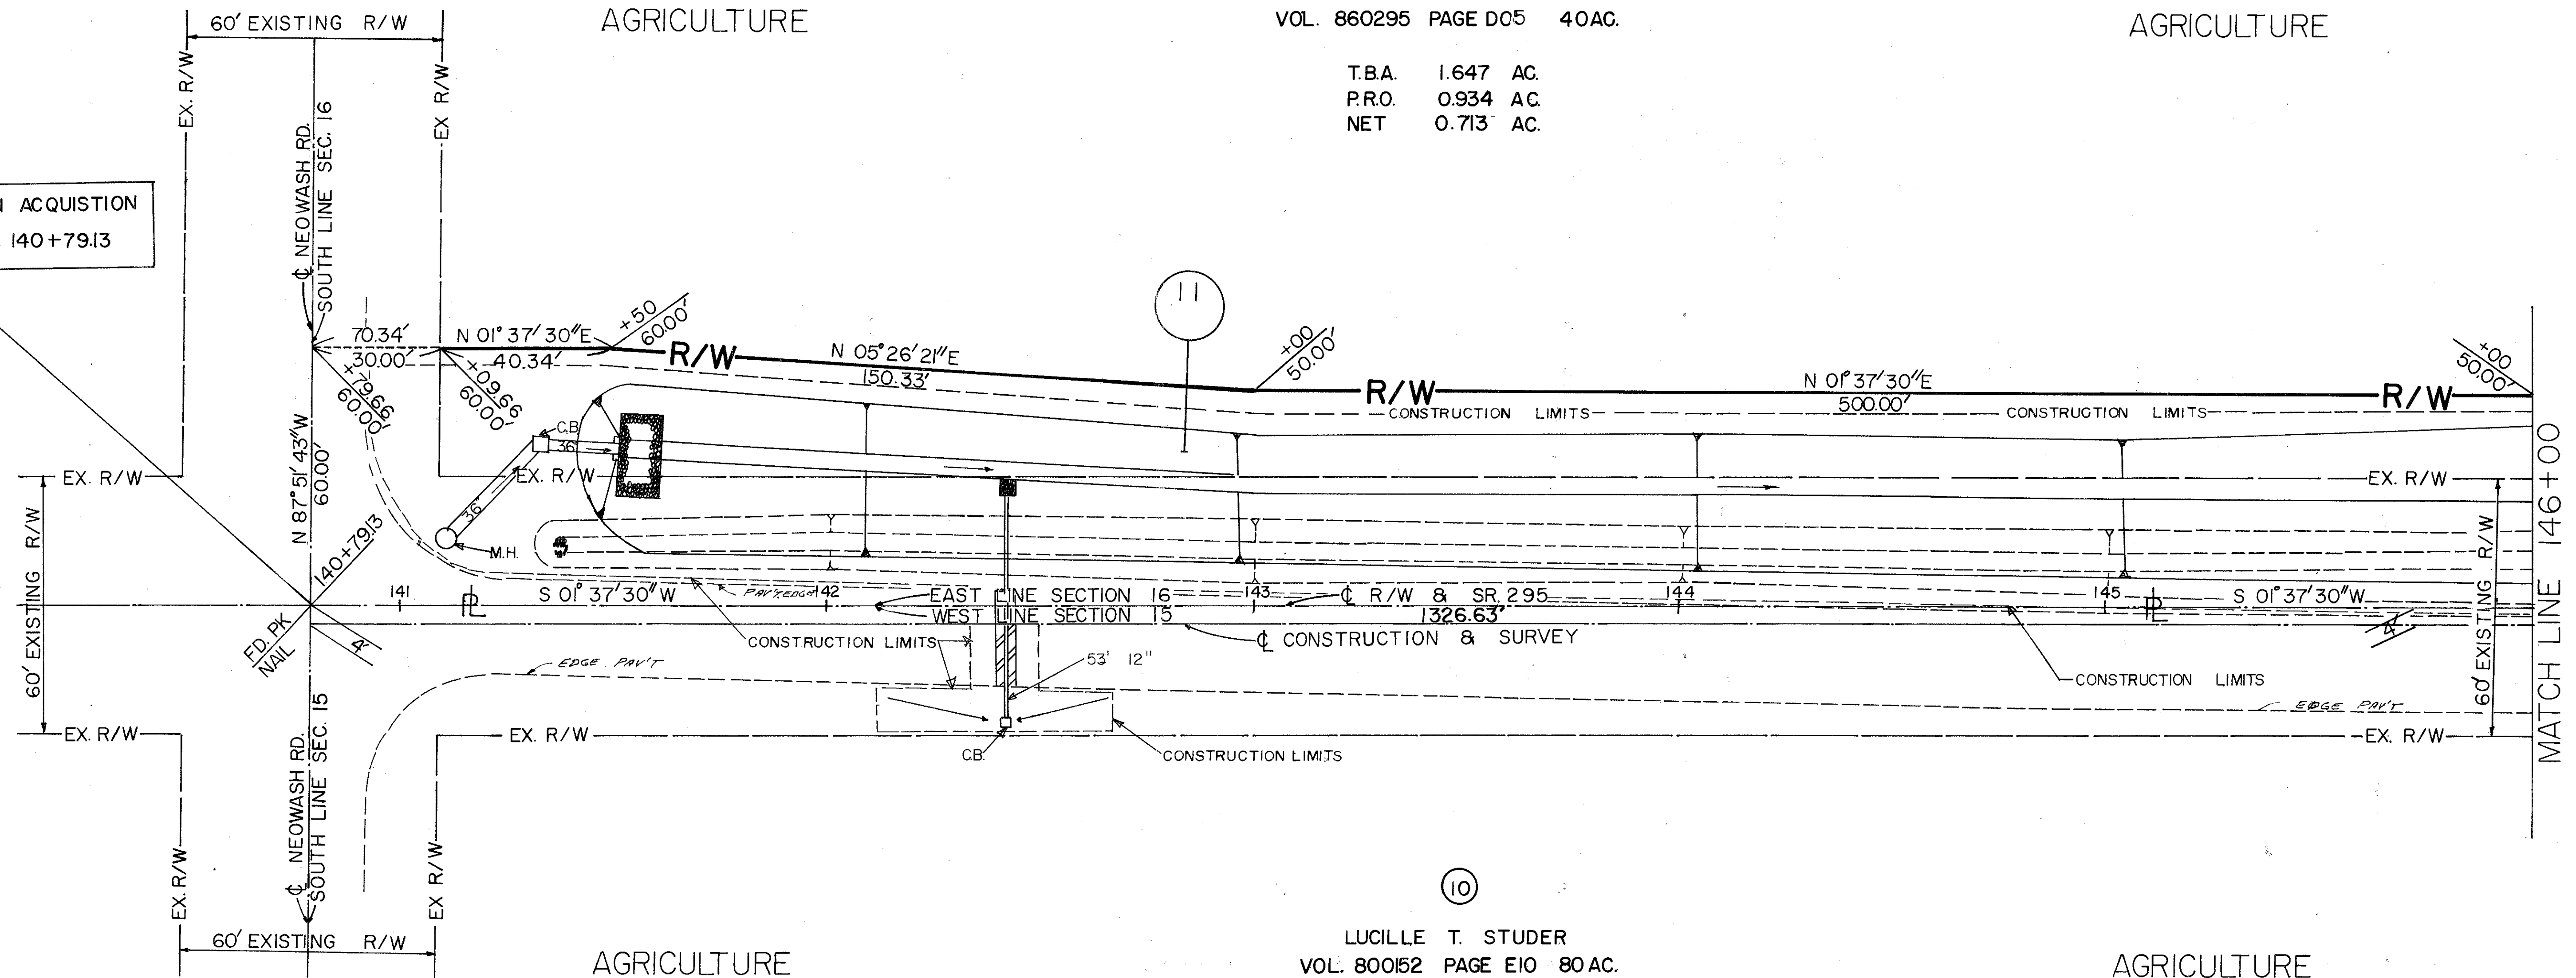 60' EXISTING R/W
AGRICULTURE
VOL. 860295 PAGE D05 40AC.
AGRICULTURE
T.B.A. 1.647 AC.
P.R.O. 0.934 AC.
NET 0.713 AC.
EX. R/W
EX R/W
℄ NEOWASH RD.
SOUTH LINE SEC. 16
N ACQUISTION
140+79.13
11
70.34'
30.00'
N 01° 37' 30" E
40.34'
+50
60.00'
R/W
N 05° 26' 21" E
150.33'
+00
50.00'
R/W
N 01° 37' 30" E
500.00'
R/W
+00
50.00'
CONSTRUCTION LIMITS
CONSTRUCTION LIMITS
+79.66
60.00'
+09.66
60.00'
N 87° 51' 43" W
60.00'
C.B.
36"
36"
M.H.
EX. R/W
EX. R/W
EX. R/W
60' EXISTING R/W
60' EXISTING R/W
MATCH LINE 146+00
140+79.13
FD. PK
NAIL
4'
141
PL
S 01° 37' 30" W
PAV'T. EDGE
142
EAST LINE SECTION 16
WEST LINE SECTION 15
143
℄ R/W & SR. 295
1326.63'
144
145
PL
S 01° 37' 30" W
4'
℄ CONSTRUCTION & SURVEY
CONSTRUCTION LIMITS
EDGE PAV'T
53' 12"
CONSTRUCTION LIMITS
EDGE PAV'T
EX. R/W
EX. R/W
EX. R/W
C.B.
CONSTRUCTION LIMITS
℄ NEOWASH RD.
SOUTH LINE SEC. 15
EX. R/W
EX R/W
60' EXISTING R/W
AGRICULTURE
10
LUCILLE T. STUDER
VOL. 800152 PAGE E10 80 AC.
AGRICULTURE